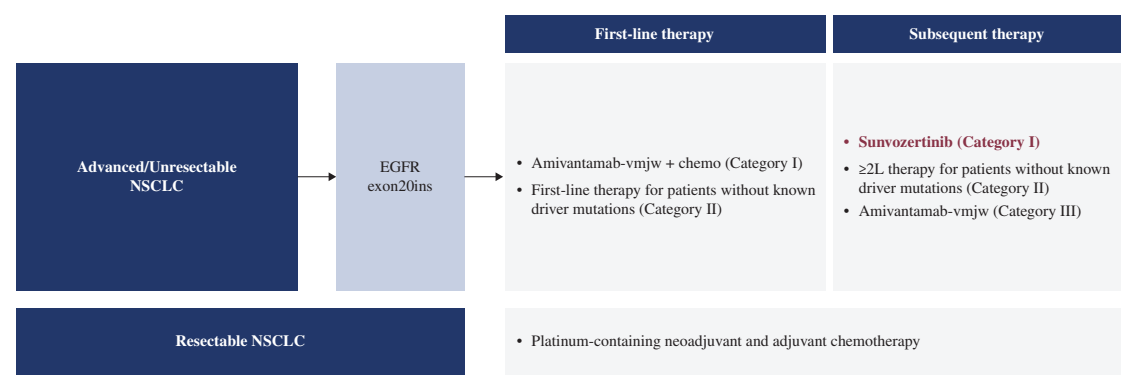 First-line therapy
Subsequent therapy
Advanced/Unresectable
NSCLC
EGFR
exon20ins
• Amivantamab-vmjw + chemo (Category I)
• First-line therapy for patients without known
driver mutations (Category II)
• Sunvozertinib (Category I)
• ≥2L therapy for patients without known
driver mutations (Category II)
• Amivantamab-vmjw (Category III)
Resectable NSCLC
• Platinum-containing neoadjuvant and adjuvant chemotherapy